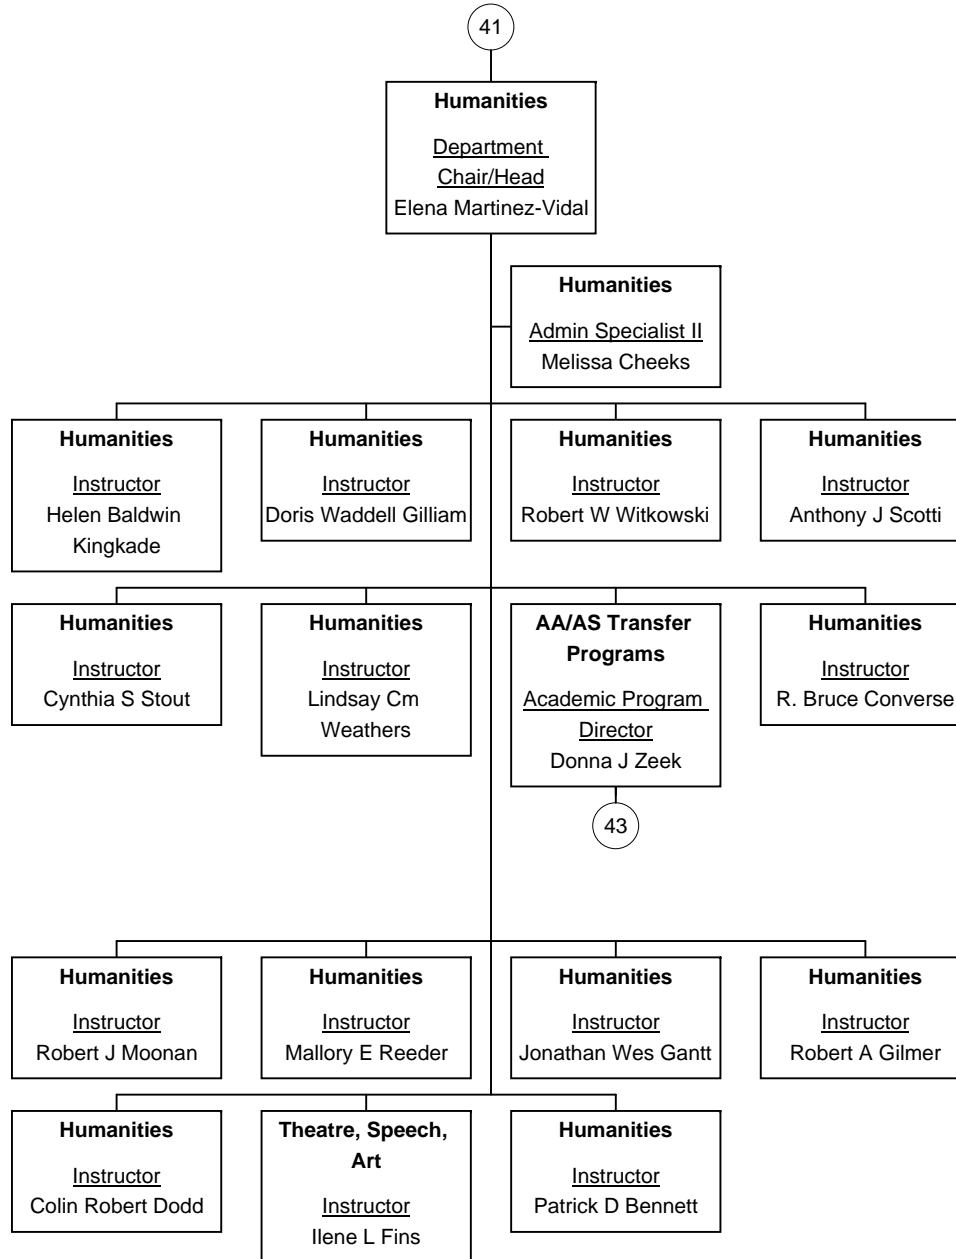 41
Humanities
Department
Chair/Head
Elena Martinez-Vidal
Humanities
Admin Specialist II
Melissa Cheeks
Humanities
Instructor
Helen Baldwin
Kingkade
Humanities
Instructor
Doris Waddell Gilliam
Humanities
Instructor
Robert W Witkowski
Humanities
Instructor
Anthony J Scotti
Humanities
Instructor
Cynthia S Stout
Humanities
Instructor
Lindsay Cm
Weathers
AA/AS Transfer
Programs
Academic Program
Director
Donna J Zeek
Humanities
Instructor
R. Bruce Converse
43
Humanities
Instructor
Robert J Moonan
Humanities
Instructor
Mallory E Reeder
Humanities
Instructor
Jonathan Wes Gantt
Humanities
Instructor
Robert A Gilmer
Humanities
Instructor
Colin Robert Dodd
Theatre, Speech,
Art
Instructor
Ilene L Fins
Humanities
Instructor
Patrick D Bennett